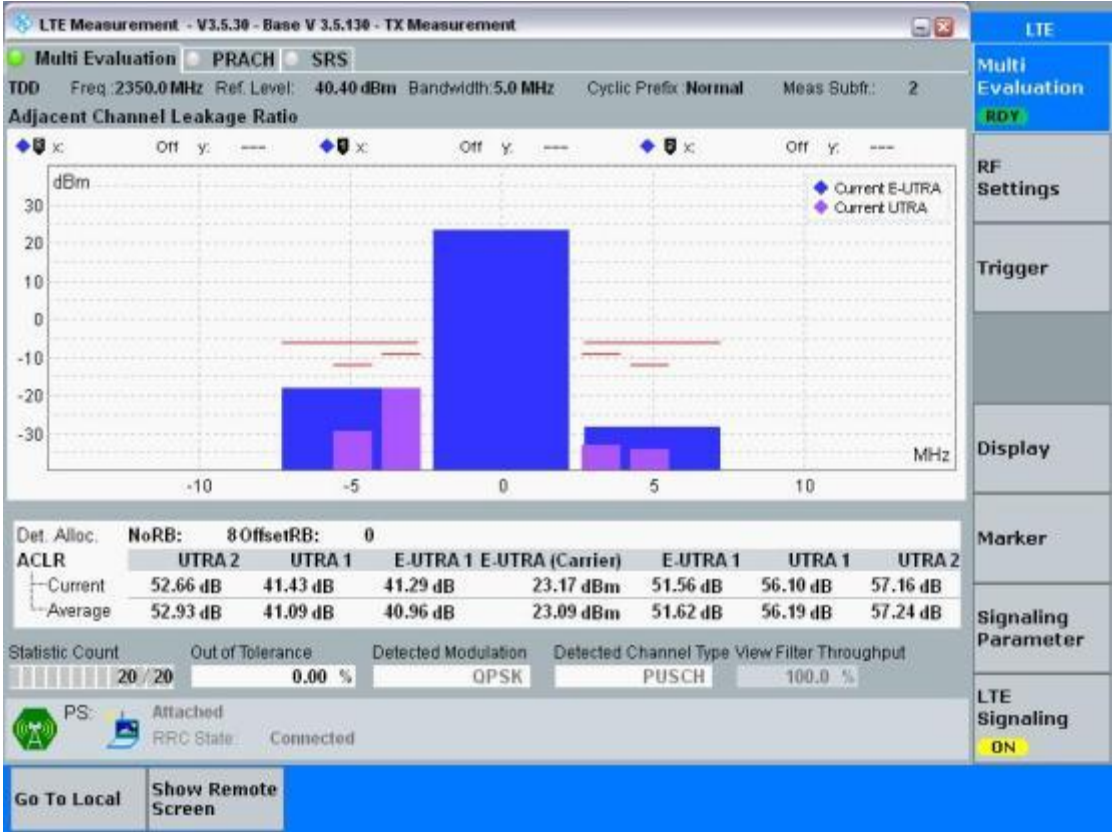 LTE Measurement - V3.5.30 - Base V 3.5.130 - TX Measurement
LTE
Multi Evaluation PRACH SRS
TDD Freq.:2350.0 MHz Ref. Level: 40.40 dBm Bandwidth:5.0 MHz Cyclic Prefix :Normal Meas Subfr.: 2
Adjacent Channel Leakage Ratio
x: Off y: --- x: Off y: --- x: Off y: ---
dBm
Current E-UTRA
Current UTRA
30
20
10
0
-10
-20
-30
MHz
-10 -5 0 5 10
Det. Alloc. NoRB: 8 OffsetRB: 0
ACLR UTRA 2 UTRA 1 E-UTRA 1 E-UTRA (Carrier) E-UTRA 1 UTRA 1 UTRA 2
Current 52.66 dB 41.43 dB 41.29 dB 23.17 dBm 51.56 dB 56.10 dB 57.16 dB
Average 52.93 dB 41.09 dB 40.96 dB 23.09 dBm 51.62 dB 56.19 dB 57.24 dB
Statistic Count Out of Tolerance Detected Modulation Detected Channel Type View Filter Throughput
20 / 20 0.00 % QPSK PUSCH 100.0 %
PS: Attached
RRC State: Connected
Multi
Evaluation
RDY
RF
Settings
Trigger
Display
Marker
Signaling
Parameter
LTE
Signaling
ON
Go To Local
Show Remote
Screen